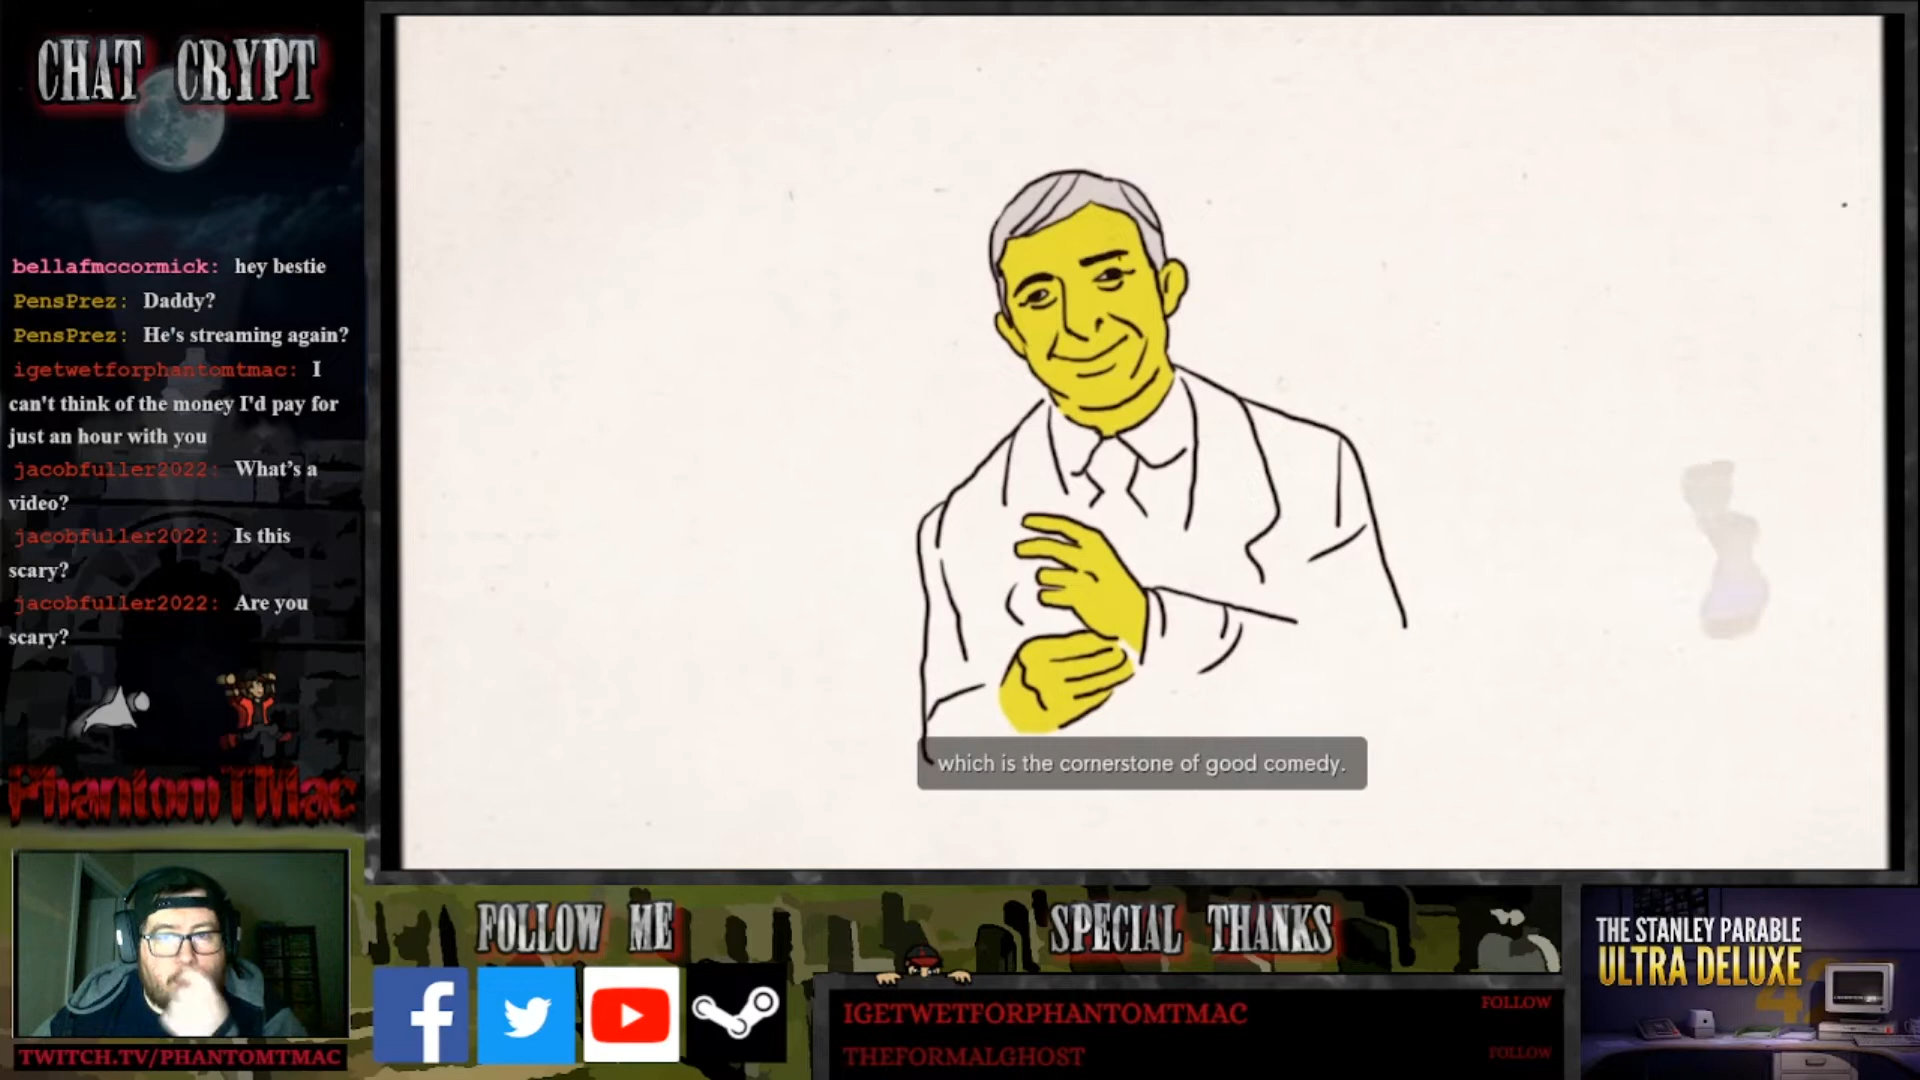 CHAT CRYPT
bellafmccormick: hey bestie
PensPrez: Daddy?
PensPrez: He's streaming again?
igetwetforphantomtmac: I
can't think of the money I'd pay for
just an hour with you
jacobfuller2022: What's a
video?
jacobfuller2022: Is this
scary?
jacobfuller2022: Are you
scary?
PhantomTMac
TWITCH.TV/PHANTOMTMAC
which is the cornerstone of good comedy.
FOLLOW ME
SPECIAL THANKS
IGETWETFORPHANTOMTMAC FOLLOW
THEFORMALGHOST FOLLOW
THE STANLEY PARABLE
ULTRA DELUXE